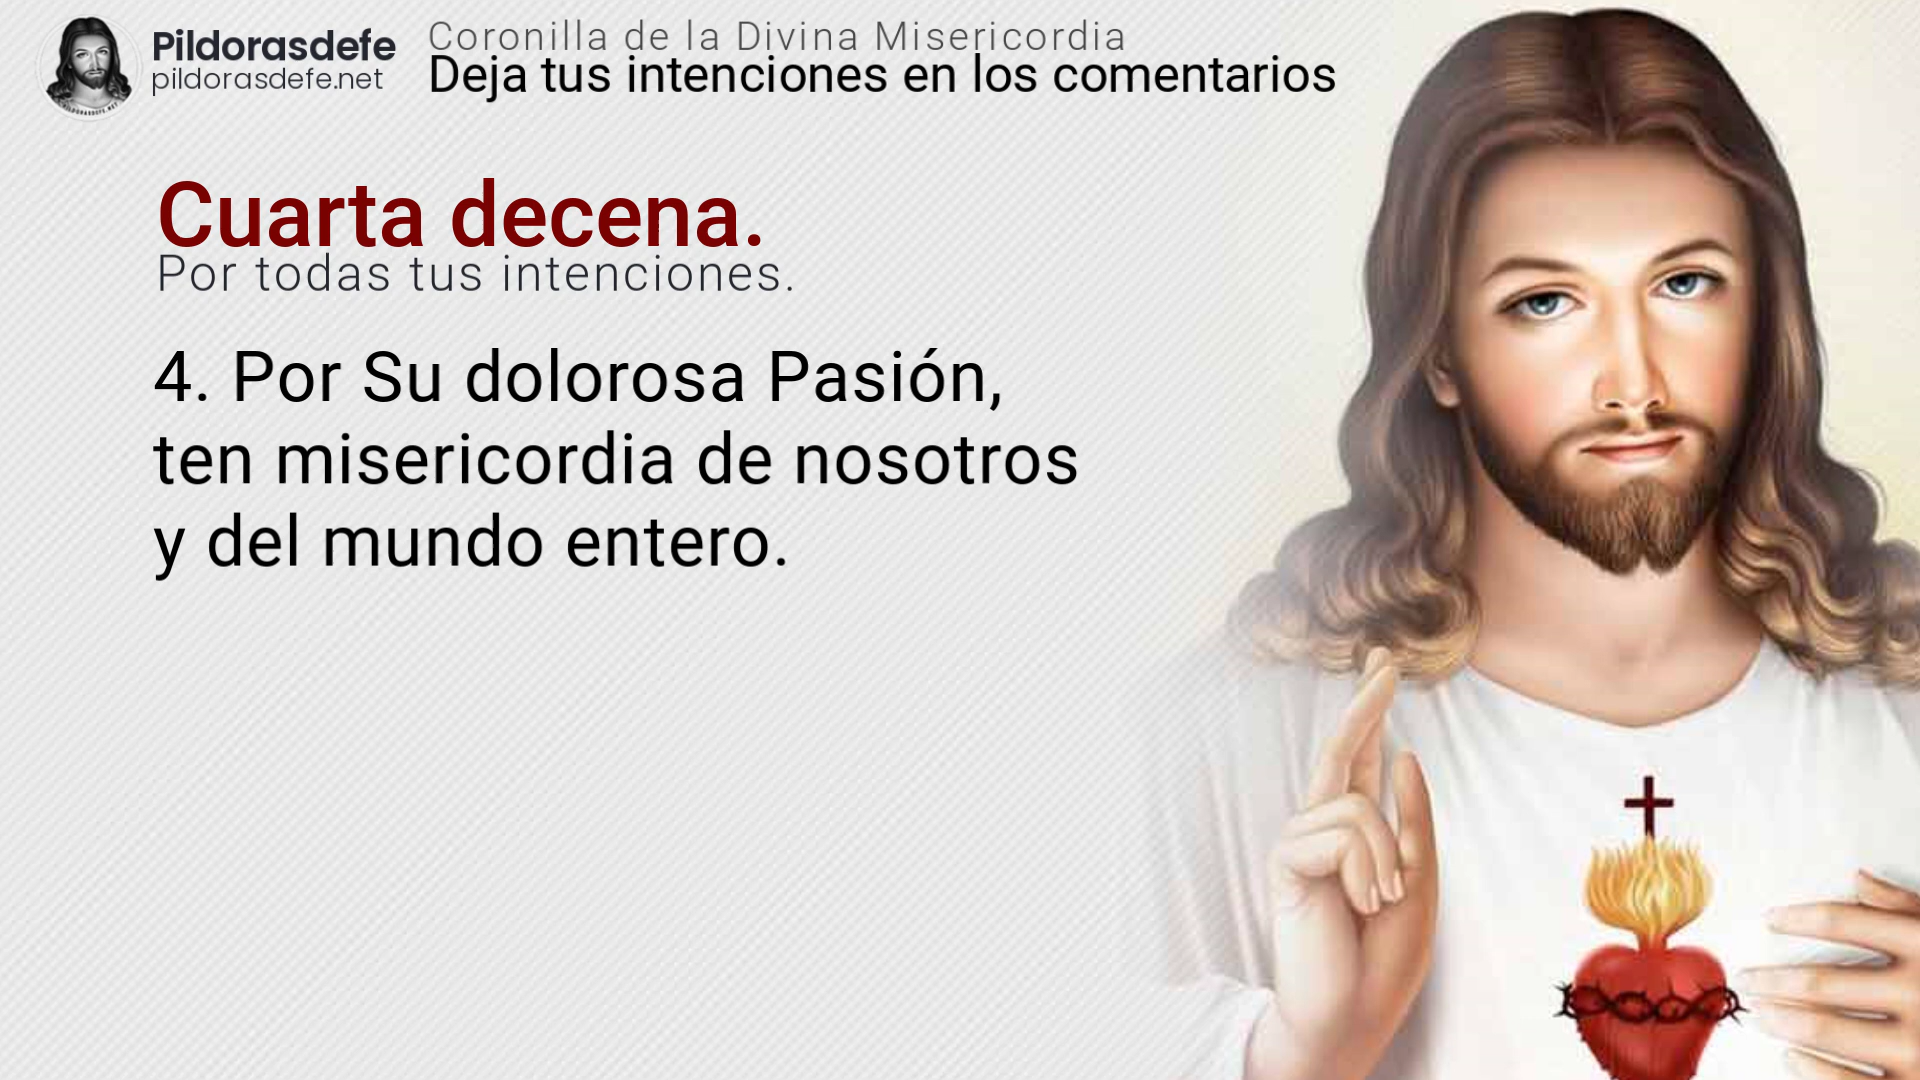 Pildorasdefe
pildorasdefe.net
Coronilla de la Divina Misericordia
Deja tus intenciones en los comentarios
Cuarta decena.
Por todas tus intenciones.
4. Por Su dolorosa Pasión,
ten misericordia de nosotros
y del mundo entero.